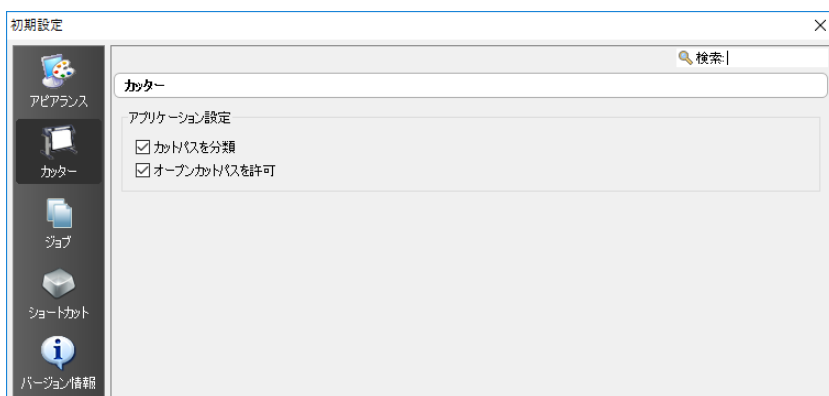 初期設定
検索:
アピアランス
カッター
ジョブ
ショートカット
バージョン情報
カッター
アプリケーション設定
カットパスを分類
オープンカットパスを許可